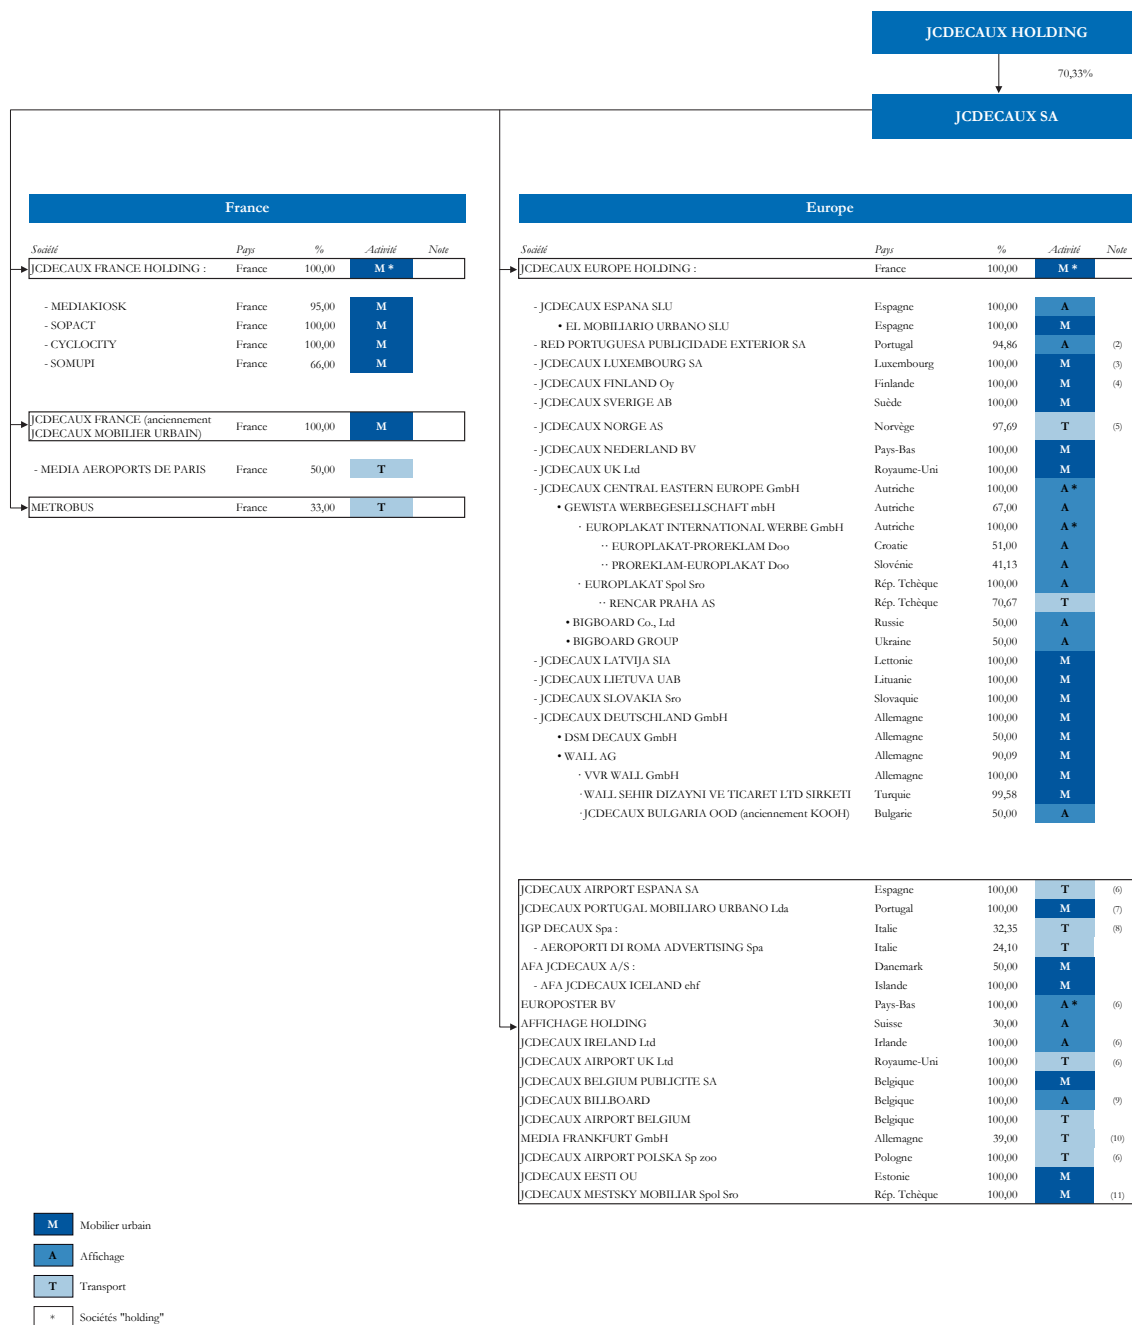 JCDECAUX HOLDING
70,33%
JCDECAUX SA
France
Société Pays % Activité Note
JCDECAUX FRANCE HOLDING : France 100,00 M *
- MEDIAKIOSK France 95,00 M
- SOPACT France 100,00 M
- CYCLOCITY France 100,00 M
- SOMUPI France 66,00 M
JCDECAUX FRANCE (anciennement
JCDECAUX MOBILIER URBAIN) France 100,00 M
- MEDIA AEROPORTS DE PARIS France 50,00 T
METROBUS France 33,00 T
Europe
Société Pays % Activité Note
JCDECAUX EUROPE HOLDING : France 100,00 M *
- JCDECAUX ESPANA SLU Espagne 100,00 A
• EL MOBILIARIO URBANO SLU Espagne 100,00 M
- RED PORTUGUESA PUBLICIDADE EXTERIOR SA Portugal 94,86 A (2)
- JCDECAUX LUXEMBOURG SA Luxembourg 100,00 M (3)
- JCDECAUX FINLAND Oy Finlande 100,00 M (4)
- JCDECAUX SVERIGE AB Suède 100,00 M
- JCDECAUX NORGE AS Norvège 97,69 T (5)
- JCDECAUX NEDERLAND BV Pays-Bas 100,00 M
- JCDECAUX UK Ltd Royaume-Uni 100,00 M
- JCDECAUX CENTRAL EASTERN EUROPE GmbH Autriche 100,00 A *
• GEWISTA WERBEGESELLSCHAFT mbH Autriche 67,00 A
· EUROPLAKAT INTERNATIONAL WERBE GmbH Autriche 100,00 A *
·· EUROPLAKAT-PROREKLAM Doo Croatie 51,00 A
·· PROREKLAM-EUROPLAKAT Doo Slovénie 41,13 A
· EUROPLAKAT Spol Sro Rép. Tchèque 100,00 A
·· RENCAR PRAHA AS Rép. Tchèque 70,67 T
• BIGBOARD Co., Ltd Russie 50,00 A
• BIGBOARD GROUP Ukraine 50,00 A
- JCDECAUX LATVIJA SIA Lettonie 100,00 M
- JCDECAUX LIETUVA UAB Lituanie 100,00 M
- JCDECAUX SLOVAKIA Sro Slovaquie 100,00 M
- JCDECAUX DEUTSCHLAND GmbH Allemagne 100,00 M
• DSM DECAUX GmbH Allemagne 50,00 M
• WALL AG Allemagne 90,09 M
· VVR WALL GmbH Allemagne 100,00 M
· WALL SEHIR DIZAYNI VE TICARET LTD SIRKETI Turquie 99,58 M
· JCDECAUX BULGARIA OOD (anciennement KOOH) Bulgarie 50,00 A
JCDECAUX AIRPORT ESPANA SA Espagne 100,00 T (6)
JCDECAUX PORTUGAL MOBILIARO URBANO Lda Portugal 100,00 M (7)
IGP DECAUX Spa : Italie 32,35 T (8)
- AEROPORTI DI ROMA ADVERTISING Spa Italie 24,10 T
AFA JCDECAUX A/S : Danemark 50,00 M
- AFA JCDECAUX ICELAND ehf Islande 100,00 M
EUROPOSTER BV Pays-Bas 100,00 A * (6)
AFFICHAGE HOLDING Suisse 30,00 A
JCDECAUX IRELAND Ltd Irlande 100,00 A (6)
JCDECAUX AIRPORT UK Ltd Royaume-Uni 100,00 T (6)
JCDECAUX BELGIUM PUBLICITE SA Belgique 100,00 M
JCDECAUX BILLBOARD Belgique 100,00 A (9)
JCDECAUX AIRPORT BELGIUM Belgique 100,00 T
MEDIA FRANKFURT GmbH Allemagne 39,00 T (10)
JCDECAUX AIRPORT POLSKA Sp zoo Pologne 100,00 T (6)
JCDECAUX EESTI OU Estonie 100,00 M
JCDECAUX MESTSKY MOBILIAR Spol Sro Rép. Tchèque 100,00 M (11)
M Mobilier urbain
A Affichage
T Transport
* Sociétés "holding"